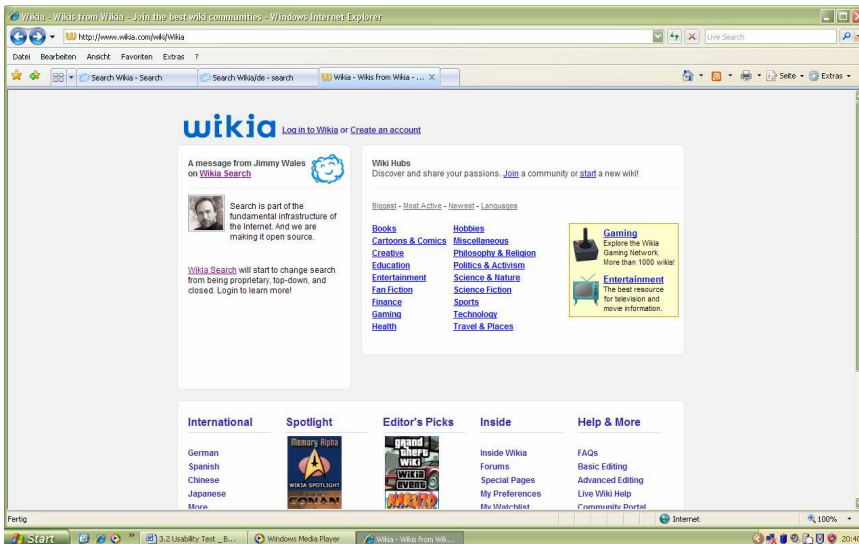 Wikia - Wikis from Wikia - Join the best wiki communities - Windows Internet Explorer
http://www.wikia.com/wiki/Wikia
Live Search
Datei Bearbeiten Ansicht Favoriten Extras ?
Search Wikia - Search
Search Wikia/de - search
Wikia - Wikis from Wikia - ...
Seite
Extras
wikia
Log in to Wikia or Create an account
A message from Jimmy Wales
on Wikia Search
Search is part of the
fundamental infrastructure of
the Internet. And we are
making it open source.
Wikia Search will start to change search
from being proprietary, top-down, and
closed. Login to learn more!
Wiki Hubs
Discover and share your passions. Join a community or start a new wiki!
Biggest - Most Active - Newest - Languages
Books
Cartoons & Comics
Creative
Education
Entertainment
Fan Fiction
Finance
Gaming
Health
Hobbies
Miscellaneous
Philosophy & Religion
Politics & Activism
Science & Nature
Science Fiction
Sports
Technology
Travel & Places
Gaming
Explore the Wikia
Gaming Network.
More than 1000 wikis!
Entertainment
The best resource
for television and
movie information.
International
German
Spanish
Chinese
Japanese
More
Spotlight
Memory Alpha
WIKIA SPOTLIGHT
CONAN
Editor's Picks
grand
theft
wiki
WIKIA
EVENT
NARUTO
Inside
Inside Wikia
Forums
Special Pages
My Preferences
My Watchlist
Help & More
FAQs
Basic Editing
Advanced Editing
Live Wiki Help
Community Portal
Fertig
Internet
100%
Start
3.2 Usability Test _ B...
Windows Media Player
Wikia - Wikis from Wik...